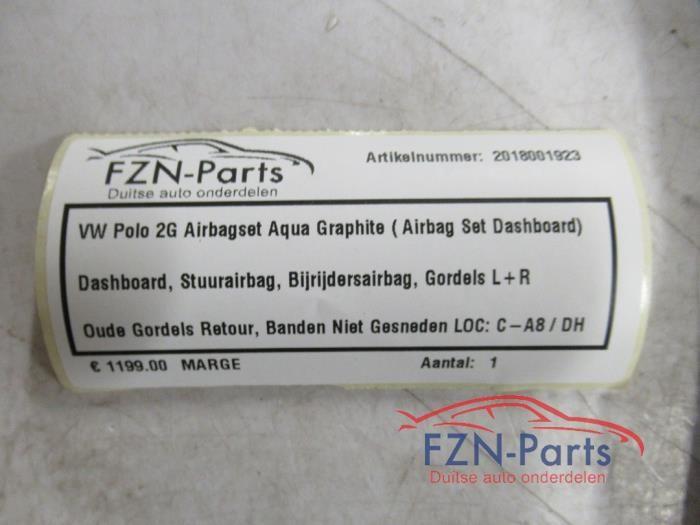 FZN-Parts
Duitse auto onderdelen
Artikelnummer: 2018001923
VW Polo 2G Airbagset Aqua Graphite ( Airbag Set Dashboard)
Dashboard, Stuurairbag, Bijrijdersairbag, Gordels L+R
Oude Gordels Retour, Banden Niet Gesneden LOC: C-A8 / DH
€ 1199.00 MARGE
Aantal: 1
FZN-Parts
Duitse auto onderdelen